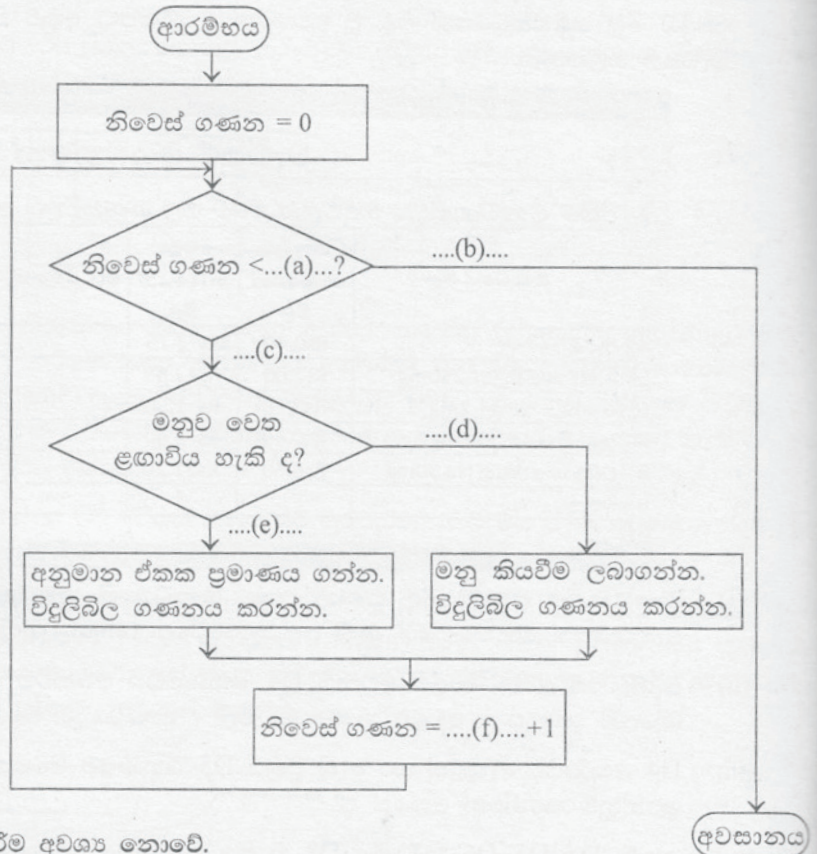 ආරම්භය
නිවෙස් ගණන = 0
නිවෙස් ගණන <...(a)...?
....(b)....
....(c)....
මනුව වෙත
ළඟාවිය හැකි ද?
....(d)....
....(e)....
අනුමාන ඒකක ප්‍රමාණය ගන්න.
විදුලිබිල ගණනය කරන්න.
මනු කියවීම ලබාගන්න.
විදුලිබිල ගණනය කරන්න.
නිවෙස් ගණන = ....(f)....+1
අවසානය
අවශ්‍ය නොවේ.